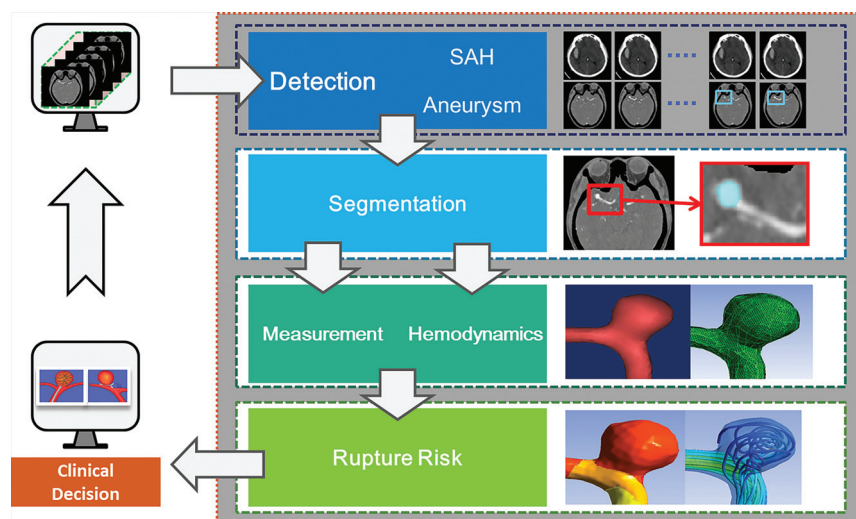 SAH
Detection
Aneurysm
Segmentation
Measurement Hemodynamics
Rupture Risk
Clinical
Decision